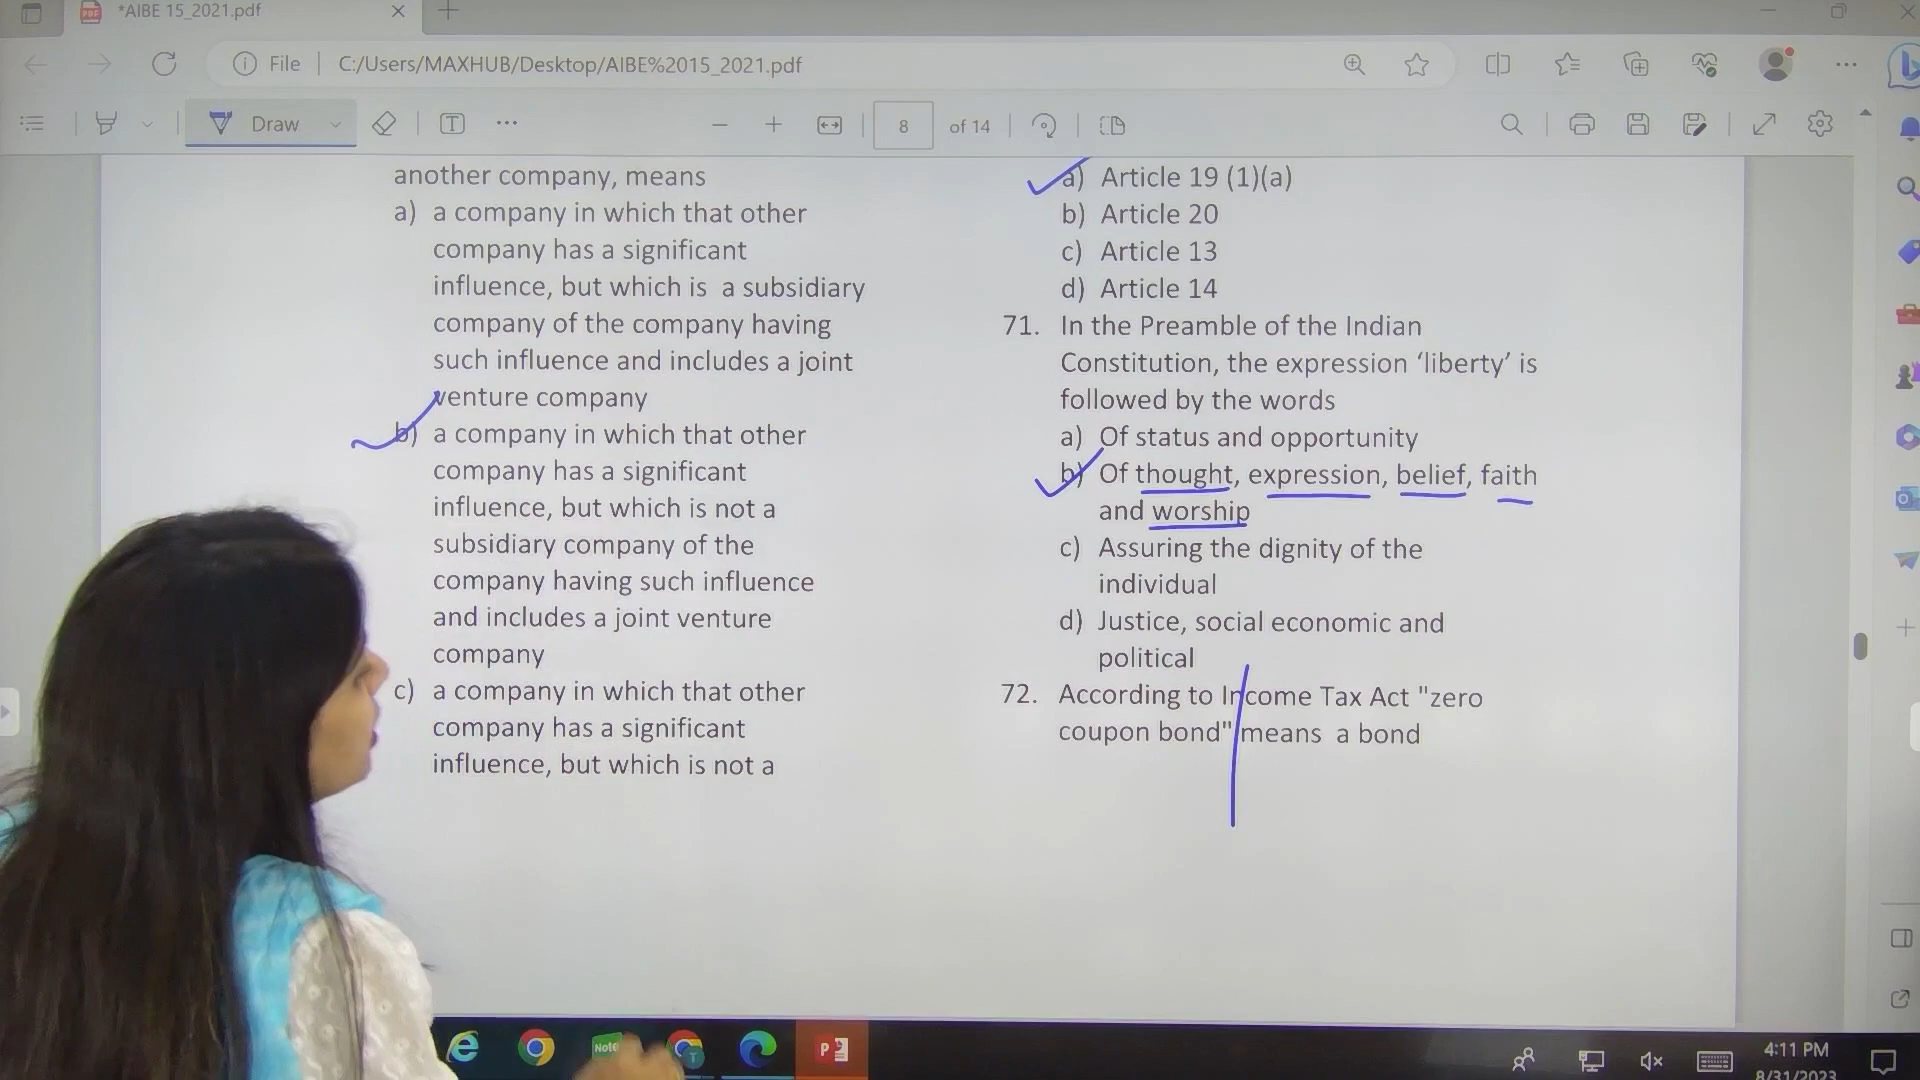 *AIBE 15_2021.pdf
File
C:/Users/MAXHUB/Desktop/AIBE%2015_2021.pdf
Draw
8 of 14
another company, means
a) a company in which that other
company has a significant
influence, but which is a subsidiary
company of the company having
such influence and includes a joint
venture company
b) a company in which that other
company has a significant
influence, but which is not a
subsidiary company of the
company having such influence
and includes a joint venture
company
c) a company in which that other
company has a significant
influence, but which is not a
a) Article 19 (1)(a)
b) Article 20
c) Article 13
d) Article 14
71. In the Preamble of the Indian
Constitution, the expression ‘liberty’ is
followed by the words
a) Of status and opportunity
b) Of thought, expression, belief, faith
and worship
c) Assuring the dignity of the
individual
d) Justice, social economic and
political
72. According to Income Tax Act "zero
coupon bond" means a bond
Note
4:11 PM
8/31/2023